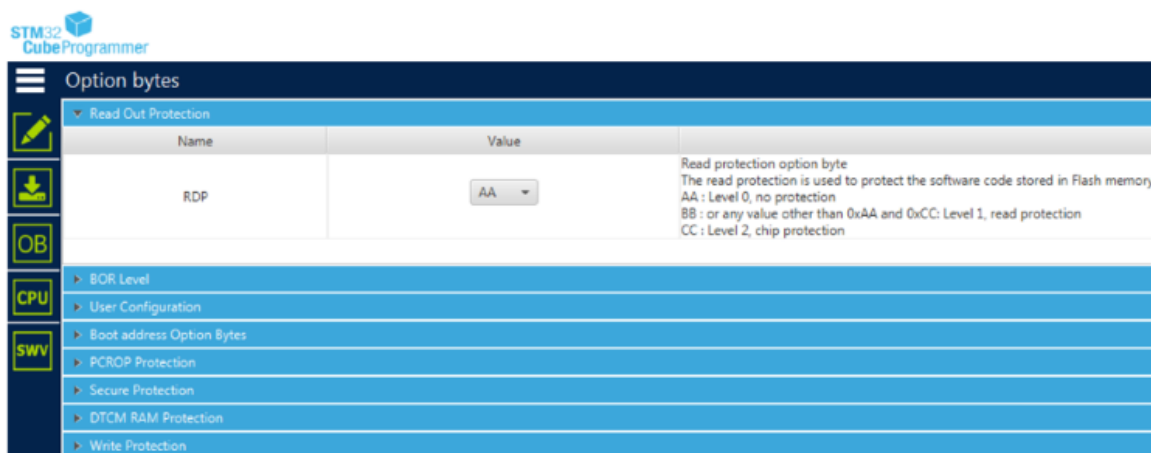 STM32
CubeProgrammer
Option bytes
Read Out Protection
Name Value
RDP AA
Read protection option byte
The read protection is used to protect the software code stored in Flash memory
AA : Level 0, no protection
BB : or any value other than 0xAA and 0xCC: Level 1, read protection
CC : Level 2, chip protection
OB
BOR Level
CPU
User Configuration
Boot address Option Bytes
SWV
PCROP Protection
Secure Protection
DTCM RAM Protection
Write Protection